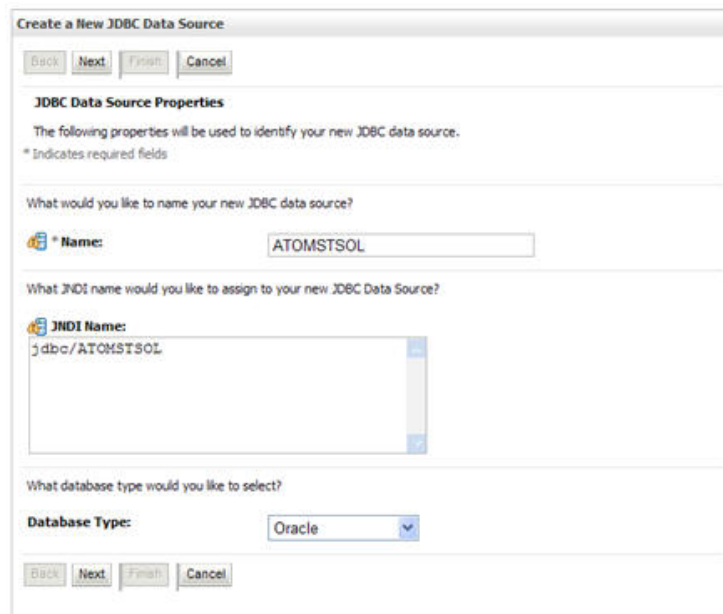 Create a New JDBC Data Source
Back Next Finish Cancel
JDBC Data Source Properties
The following properties will be used to identify your new JDBC data source.
* Indicates required fields
What would you like to name your new JDBC data source?
* Name: ATOMSTSOL
What JNDI name would you like to assign to your new JDBC Data Source?
JNDI Name:
jdbc/ATOMSTSOL
What database type would you like to select?
Database Type: Oracle
Back Next Finish Cancel